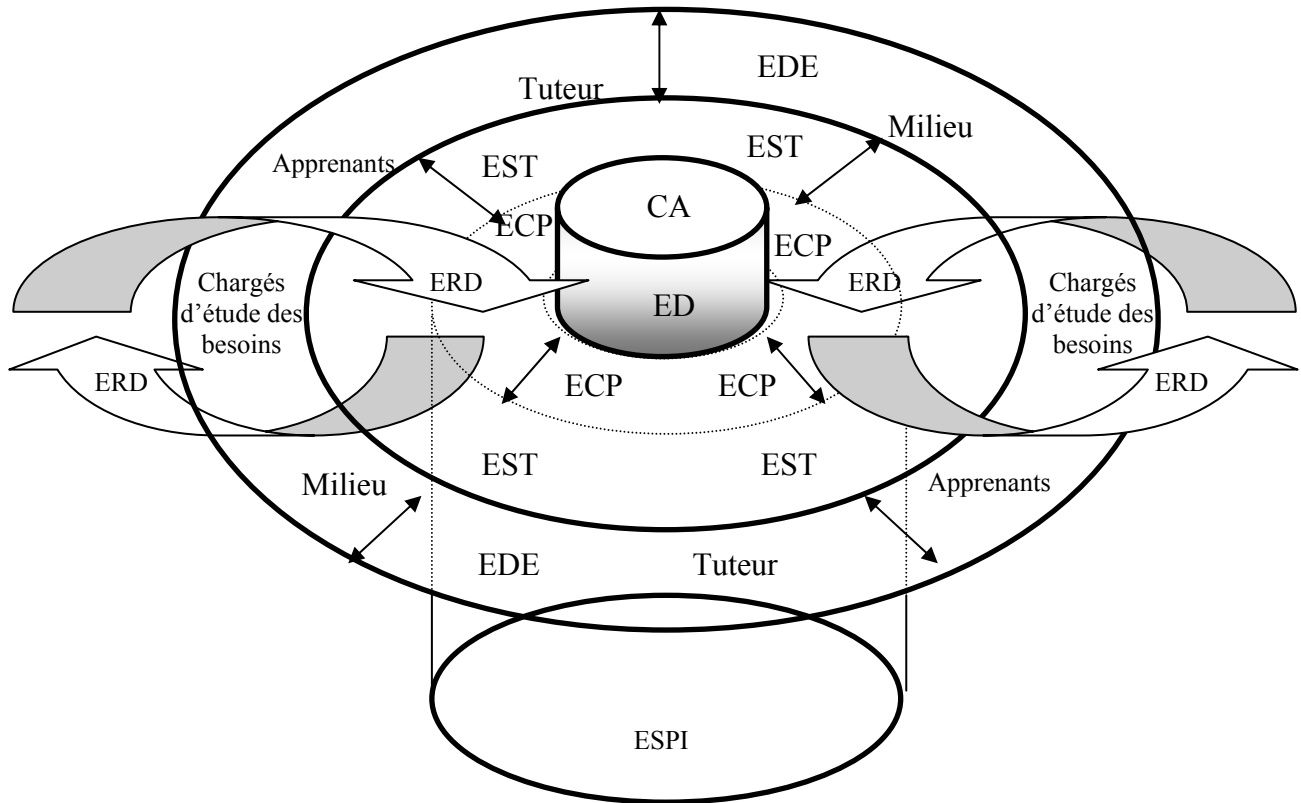 EDE
Tuteur
Milieu
EST
Apprenants
EST
CA
ECP
ECP
Chargés
d'étude des
besoins
ERD
ERD
Chargés
d'étude des
besoins
ED
ERD
ECP
ECP
ERD
EST
EST
Milieu
Apprenants
EDE
Tuteur
ESPI